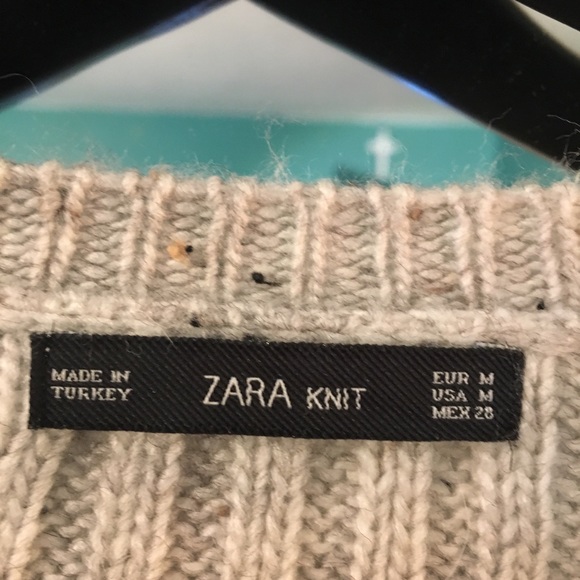 MADE IN
TURKEY
ZARA KNIT
EUR M
USA M
MEX 28